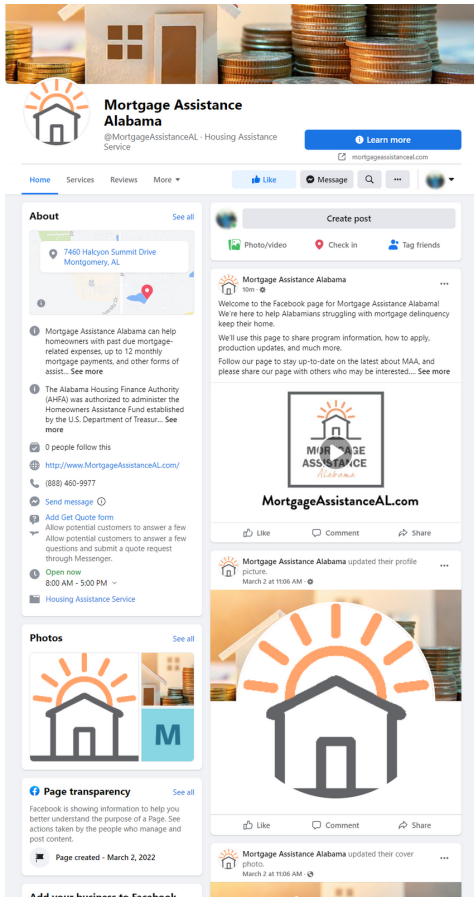 Mortgage Assistance
Alabama
@MortgageAssistanceAL · Housing Assistance
Service
Learn more
mortgageassistanceal.com
Home
Services
Reviews
More
Like
Message
About
See all
7460 Halcyon Summit Drive
Montgomery, AL
Mortgage Assistance Alabama can help
homeowners with past due mortgage-
related expenses, up to 12 monthly
mortgage payments, and other forms of
assist... See more
The Alabama Housing Finance Authority
(AHFA) was authorized to administer the
Homeowners Assistance Fund established
by the U.S. Department of Treasur... See
more
0 people follow this
http://www.MortgageAssistanceAL.com/
(888) 460-9977
Send message
Add Get Quote form
Allow potential customers to answer a few
Allow potential customers to answer a few
questions and submit a quote request
through Messenger.
Open now
8:00 AM - 5:00 PM
Housing Assistance Service
Photos
See all
M
Page transparency
See all
Facebook is showing information to help you
better understand the purpose of a Page. See
actions taken by the people who manage and
post content.
Page created - March 2, 2022
Add your business to Facebook
Create post
Photo/video
Check in
Tag friends
Mortgage Assistance Alabama
10m ·
Welcome to the Facebook page for Mortgage Assistance Alabama!
We're here to help Alabamians struggling with mortgage delinquency
keep their home.
We'll use this page to share program information, how to apply,
production updates, and much more.
Follow our page to stay up-to-date on the latest about MAA, and
please share our page with others who may be interested.... See more
MORTGAGE
ASSISTANCE
Alabama
MortgageAssistanceAL.com
Like
Comment
Share
Mortgage Assistance Alabama updated their profile
picture.
March 2 at 11:06 AM ·
Like
Comment
Share
Mortgage Assistance Alabama updated their cover
photo.
March 2 at 11:06 AM ·